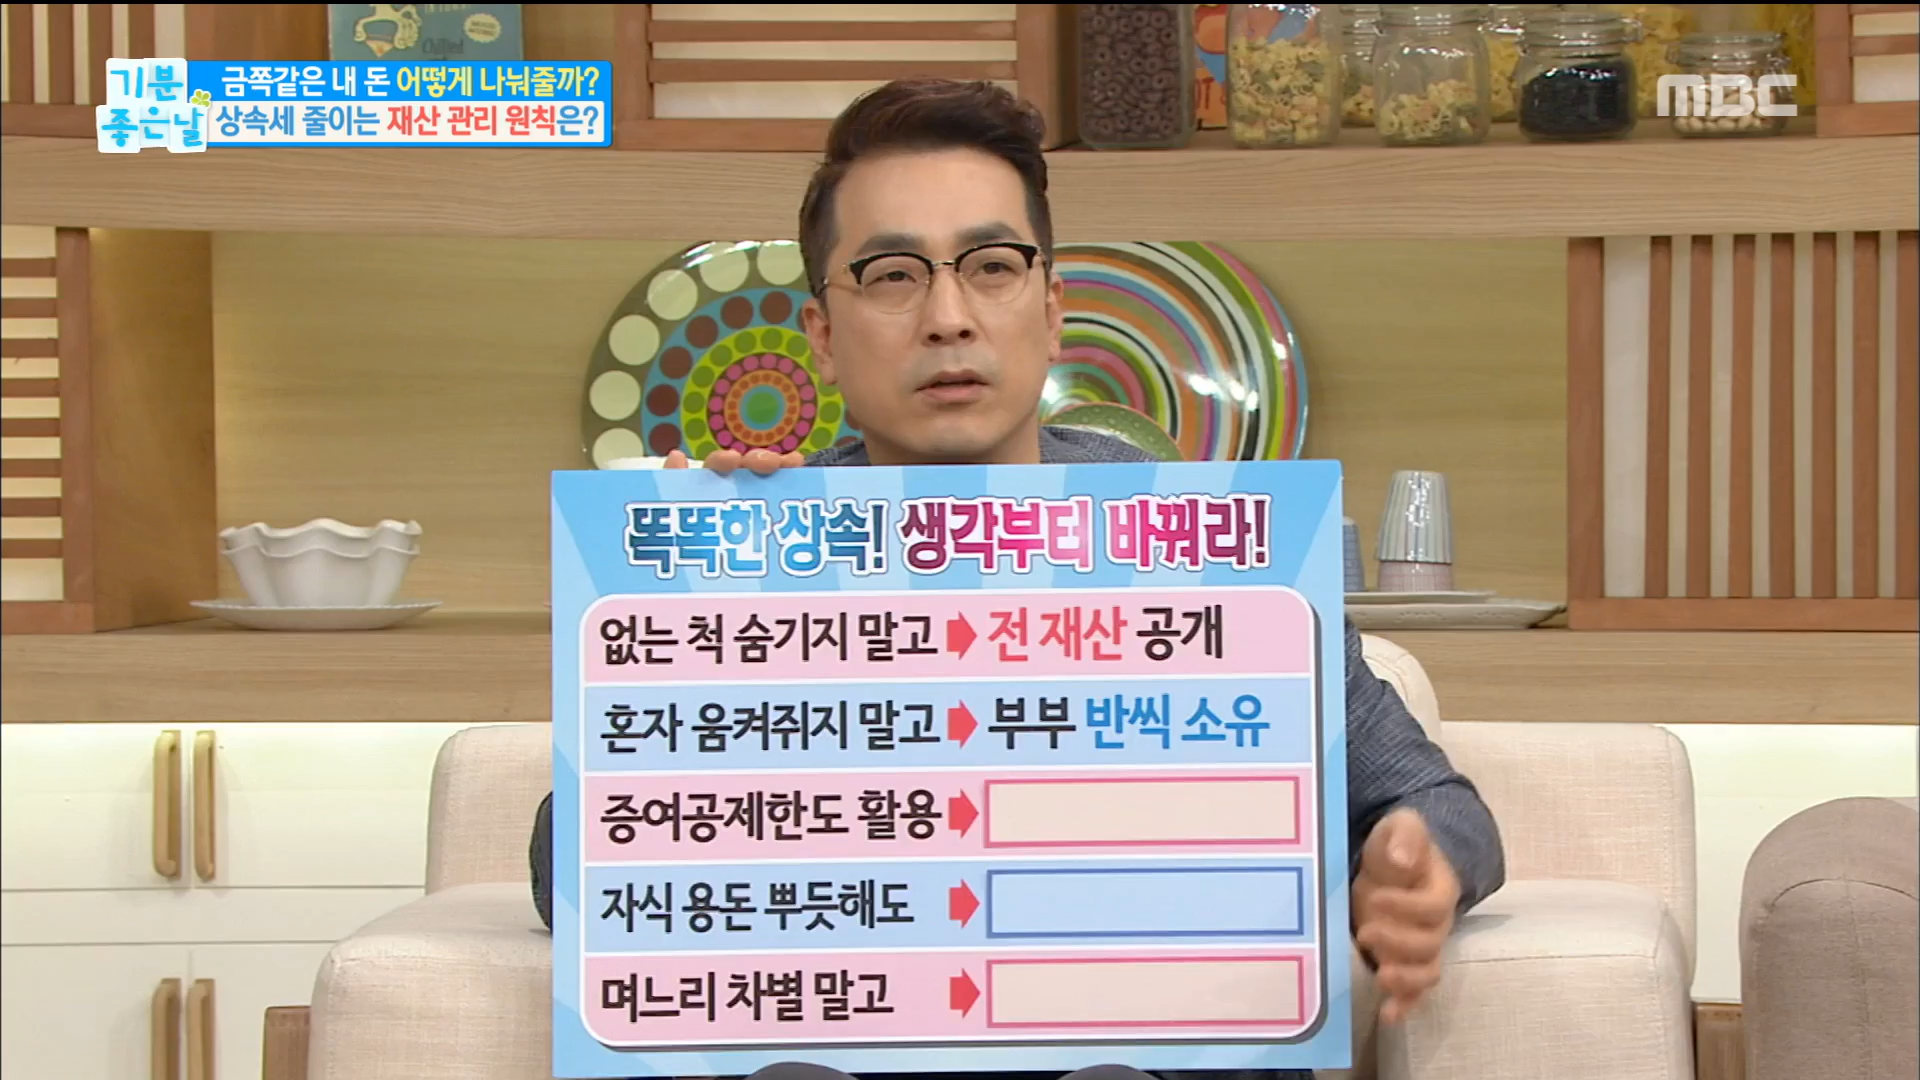 기분
좋은날
금쪽같은 내 돈 어떻게 나눠줄까?
상속세 줄이는 재산 관리 원칙은?
MBC
Chilled
똑똑한 상속! 생각부터 바꿔라!
없는 척 숨기지 말고 전 재산 공개
혼자 움켜쥐지 말고 부부 반씩 소유
증여공제한도 활용
자식 용돈 뿌듯해도
며느리 차별 말고